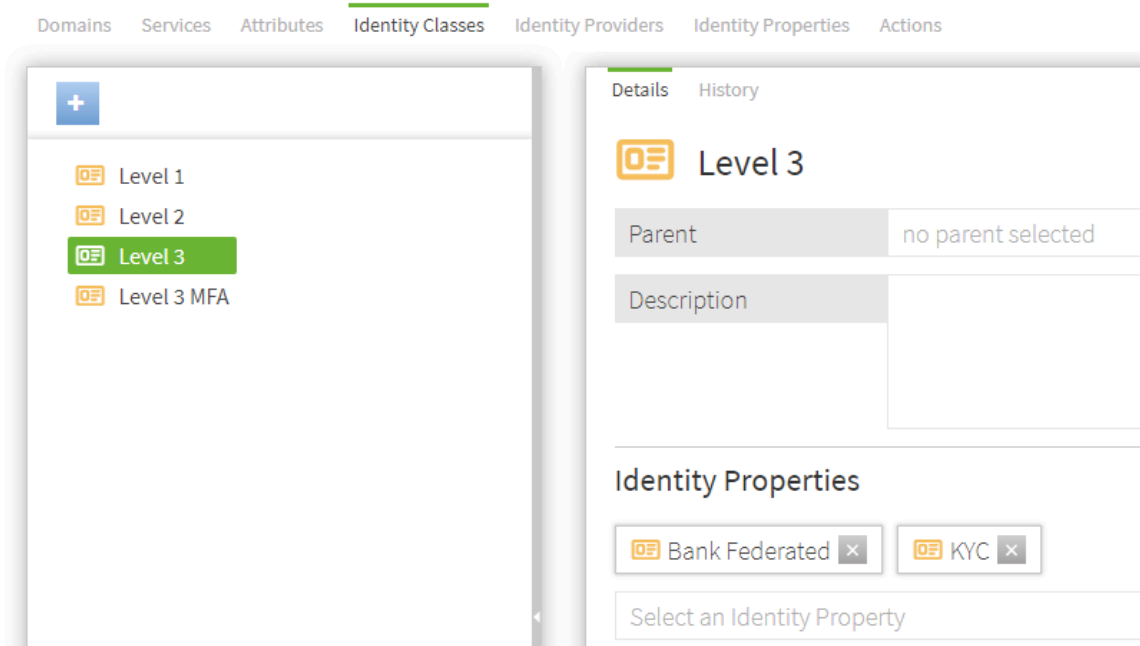 Domains Services Attributes Identity Classes Identity Providers Identity Properties Actions
+
Level 1
Level 2
Level 3
Level 3 MFA
Details History
Level 3
Parent no parent selected
Description
Identity Properties
Bank Federated × KYC ×
Select an Identity Property